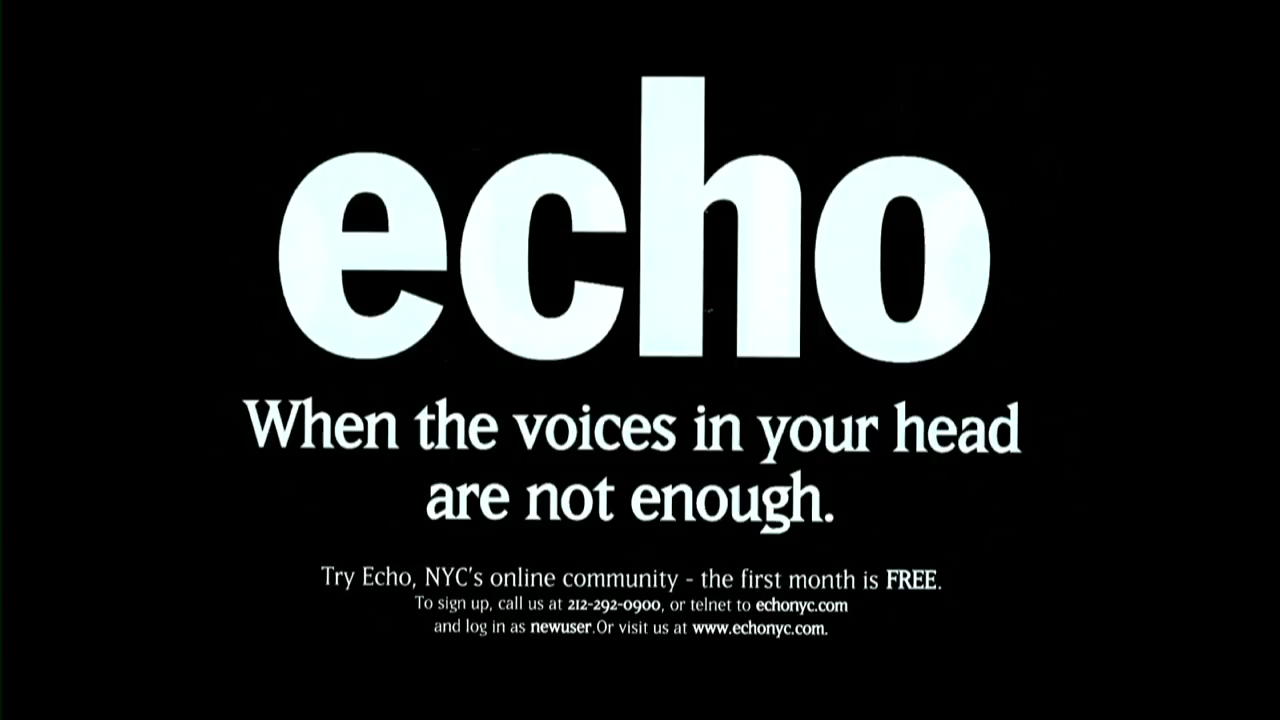 echo
When the voices in your head
are not enough.
Try Echo, NYC's online community - the first month is FREE.
To sign up, call us at 212-292-0900, or telnet to echonyc.com
and log in as newuser.Or visit us at www.echonyc.com.